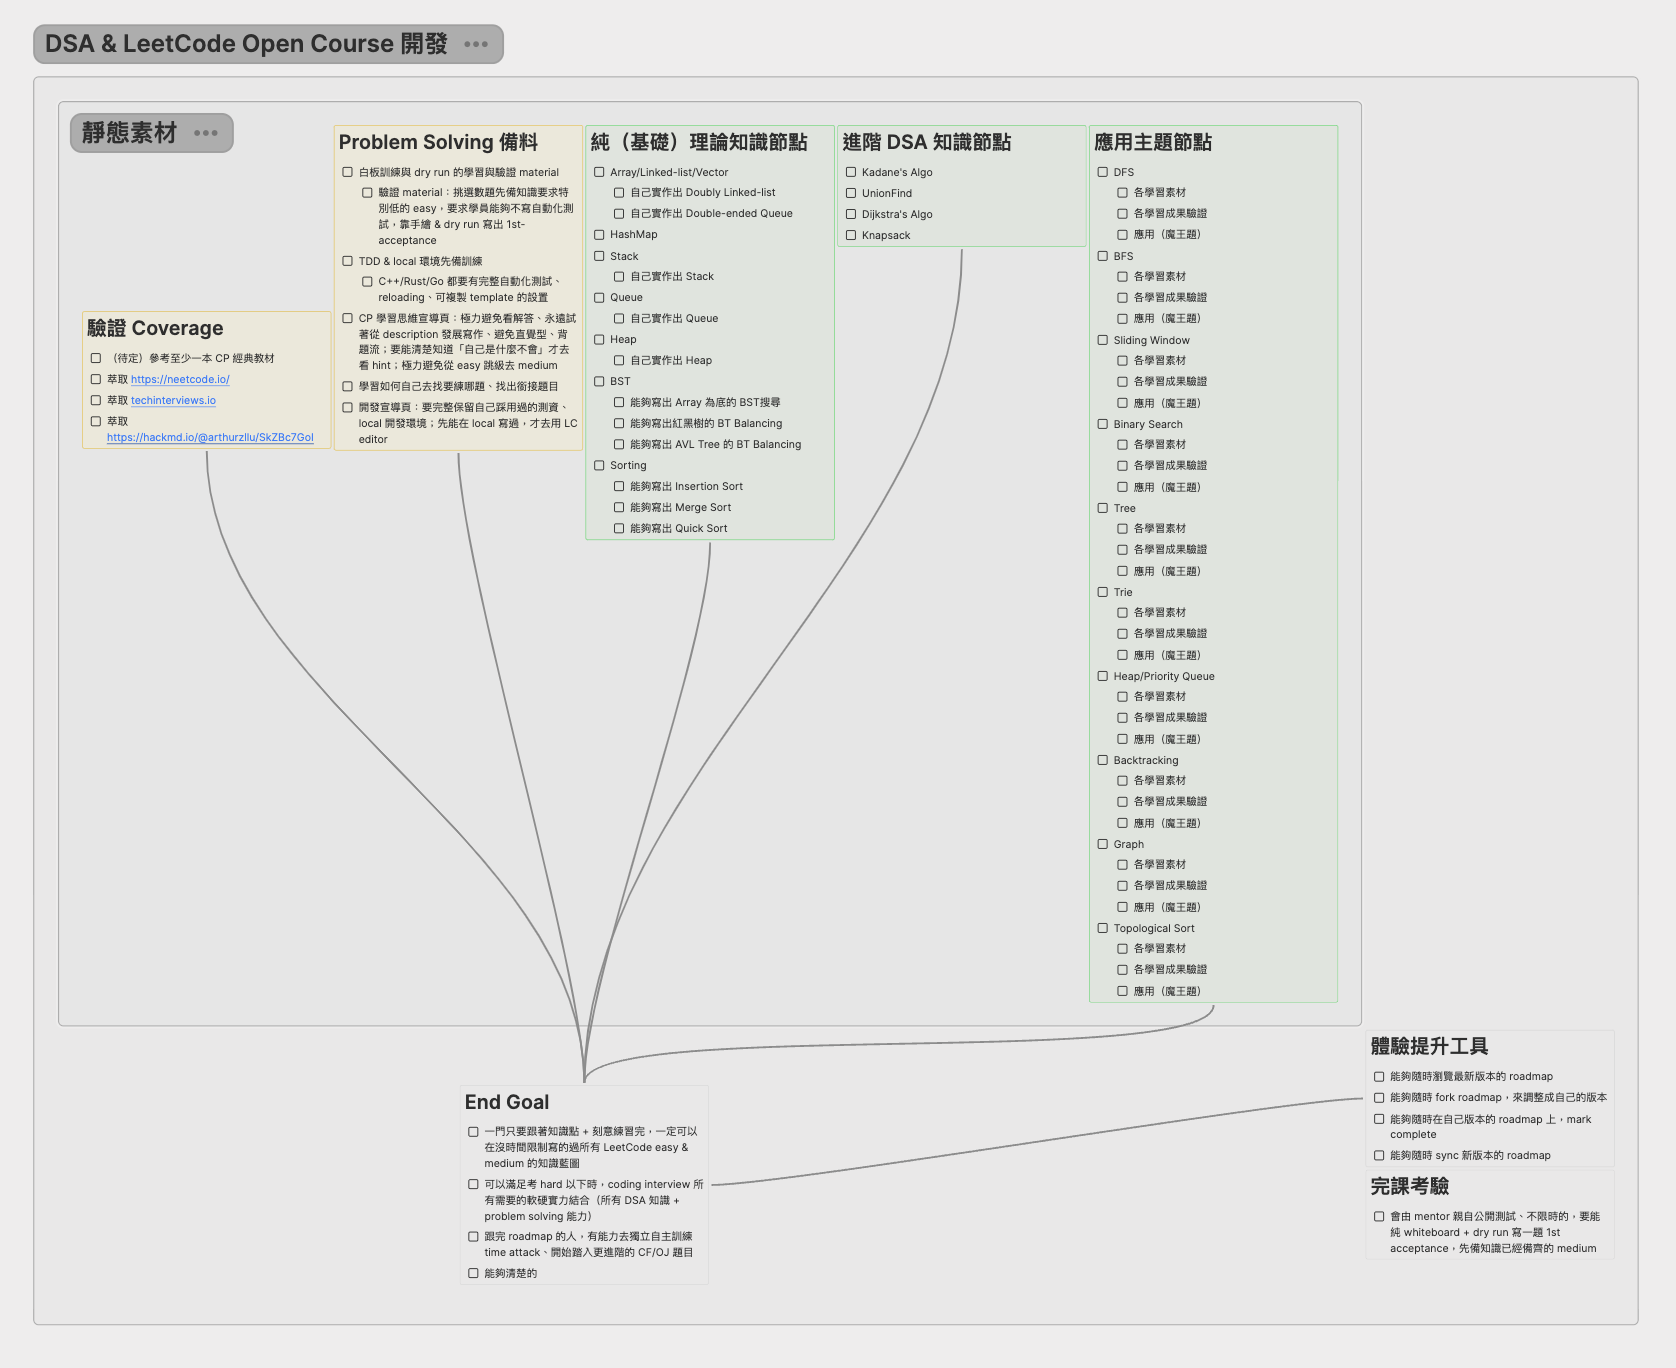 DSA & LeetCode Open Course 開發
靜態素材
驗證 Coverage
（待定）參考至少一本 CP 經典教材
萃取 https://neetcode.io/
萃取 techinterviews.io
萃取
https://hackmd.io/@arthurzllu/SkZBc7GoI
Problem Solving 備料
白板訓練與 dry run 的學習與驗證 material
驗證 material：挑選數題先備知識要求特
別低的 easy，要求學員能夠不寫自動化測
試，靠手繪 & dry run 寫出 1st-
acceptance
TDD & local 環境先備訓練
C++/Rust/Go 都要有完整自動化測試、
reloading、可複製 template 的設置
CP 學習思維宣導頁：極力避免看解答、永遠試
著從 description 發展寫作、避免直覺型、背
題流；要能清楚知道「自己是什麼不會」才去
看 hint；極力避免從 easy 跳級去 medium
學習如何自己去找要練哪題、找出銜接題目
開發宣導頁：要完整保留自己踩用過的測資、
local 開發環境；先能在 local 寫過，才去用 LC
editor
純（基礎）理論知識節點
Array/Linked-list/Vector
自己實作出 Doubly Linked-list
自己實作出 Double-ended Queue
HashMap
Stack
自己實作出 Stack
Queue
自己實作出 Queue
Heap
自己實作出 Heap
BST
能夠寫出 Array 為底的 BST搜尋
能夠寫出紅黑樹的 BT Balancing
能夠寫出 AVL Tree 的 BT Balancing
Sorting
能夠寫出 Insertion Sort
能夠寫出 Merge Sort
能夠寫出 Quick Sort
進階 DSA 知識節點
Kadane's Algo
UnionFind
Dijkstra's Algo
Knapsack
應用主題節點
DFS
各學習素材
各學習成果驗證
應用（魔王題）
BFS
各學習素材
各學習成果驗證
應用（魔王題）
Sliding Window
各學習素材
各學習成果驗證
應用（魔王題）
Binary Search
各學習素材
各學習成果驗證
應用（魔王題）
Tree
各學習素材
各學習成果驗證
應用（魔王題）
Trie
各學習素材
各學習成果驗證
應用（魔王題）
Heap/Priority Queue
各學習素材
各學習成果驗證
應用（魔王題）
Backtracking
各學習素材
各學習成果驗證
應用（魔王題）
Graph
各學習素材
各學習成果驗證
應用（魔王題）
Topological Sort
各學習素材
各學習成果驗證
應用（魔王題）
End Goal
一門只要跟著知識點 + 刻意練習完，一定可以
在沒時間限制寫的過所有 LeetCode easy &
medium 的知識藍圖
可以滿足考 hard 以下時，coding interview 所
有需要的軟硬實力結合（所有 DSA 知識 +
problem solving 能力）
跟完 roadmap 的人，有能力去獨立自主訓練
time attack、開始踏入更進階的 CF/OJ 題目
能夠清楚的
體驗提升工具
能夠隨時瀏覽最新版本的 roadmap
能夠隨時 fork roadmap，來調整成自己的版本
能夠隨時在自己版本的 roadmap 上，mark
complete
能夠隨時 sync 新版本的 roadmap
完課考驗
會由 mentor 親自公開測試、不限時的，要能
純 whiteboard + dry run 寫一題 1st
acceptance，先備知識已經備齊的 medium